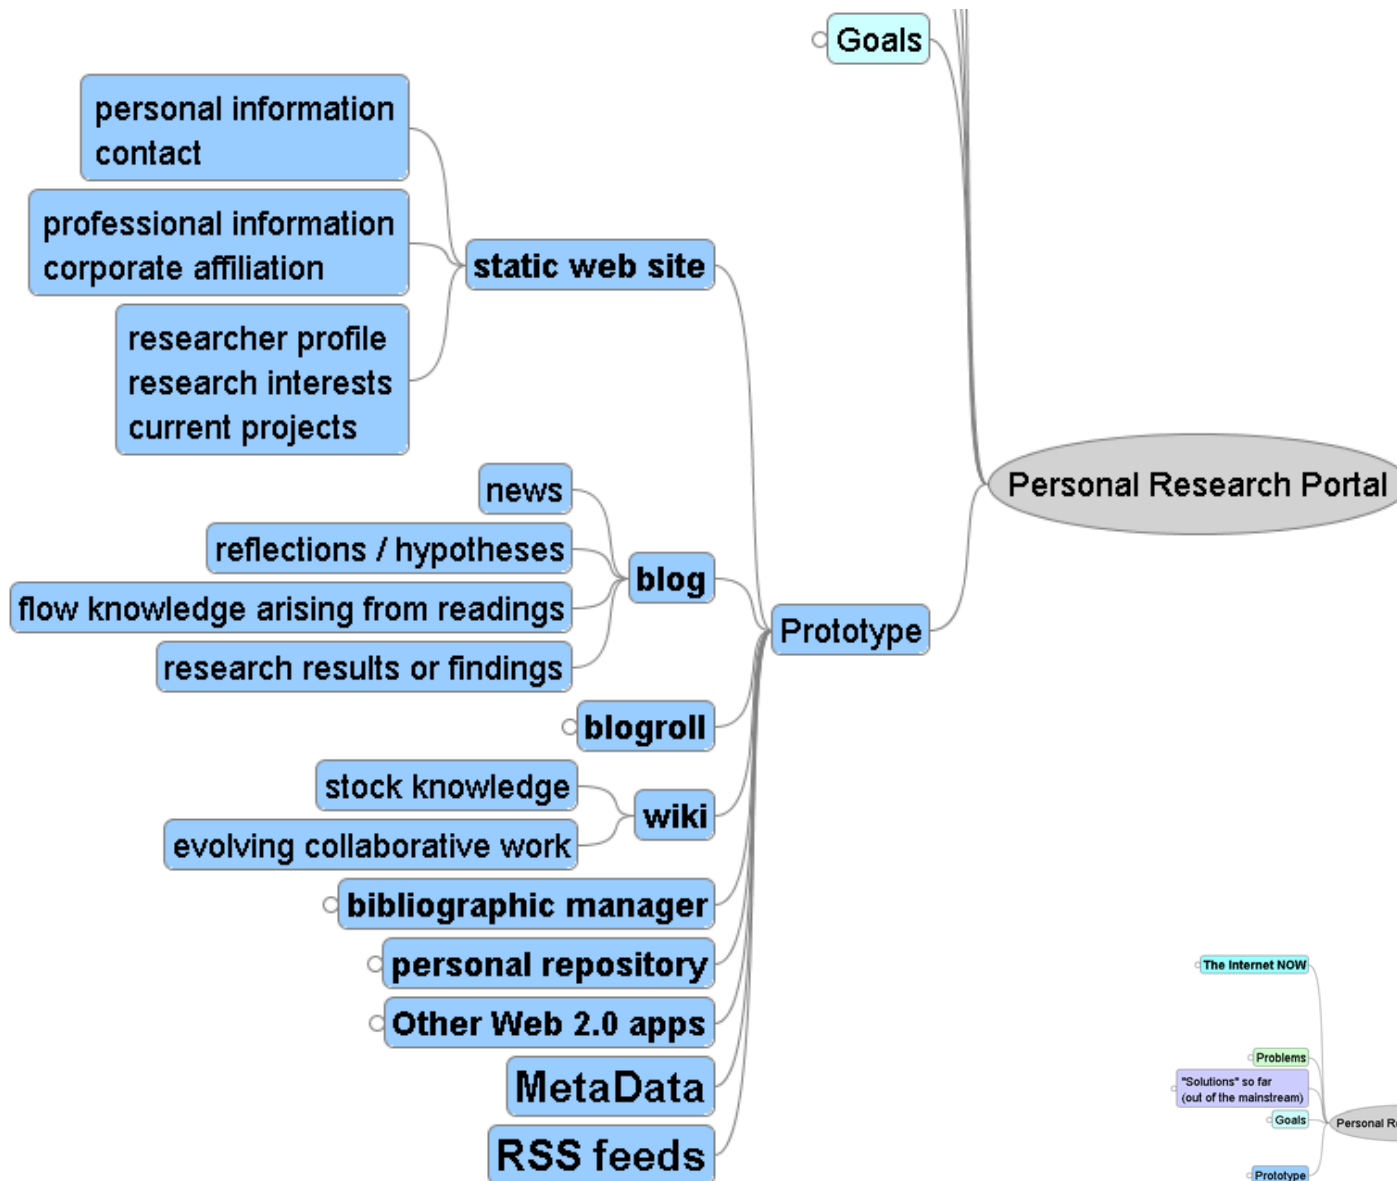 Goals
personal information
contact
professional information
corporate affiliation
static web site
researcher profile
research interests
current projects
Personal Research Portal
news
reflections / hypotheses
blog
flow knowledge arising from readings
Prototype
research results or findings
blogroll
stock knowledge
wiki
evolving collaborative work
bibliographic manager
personal repository
Other Web 2.0 apps
MetaData
RSS feeds
The Internet NOW
Problems
"Solutions" so far
(out of the mainstream)
Goals
Personal Re
Prototype